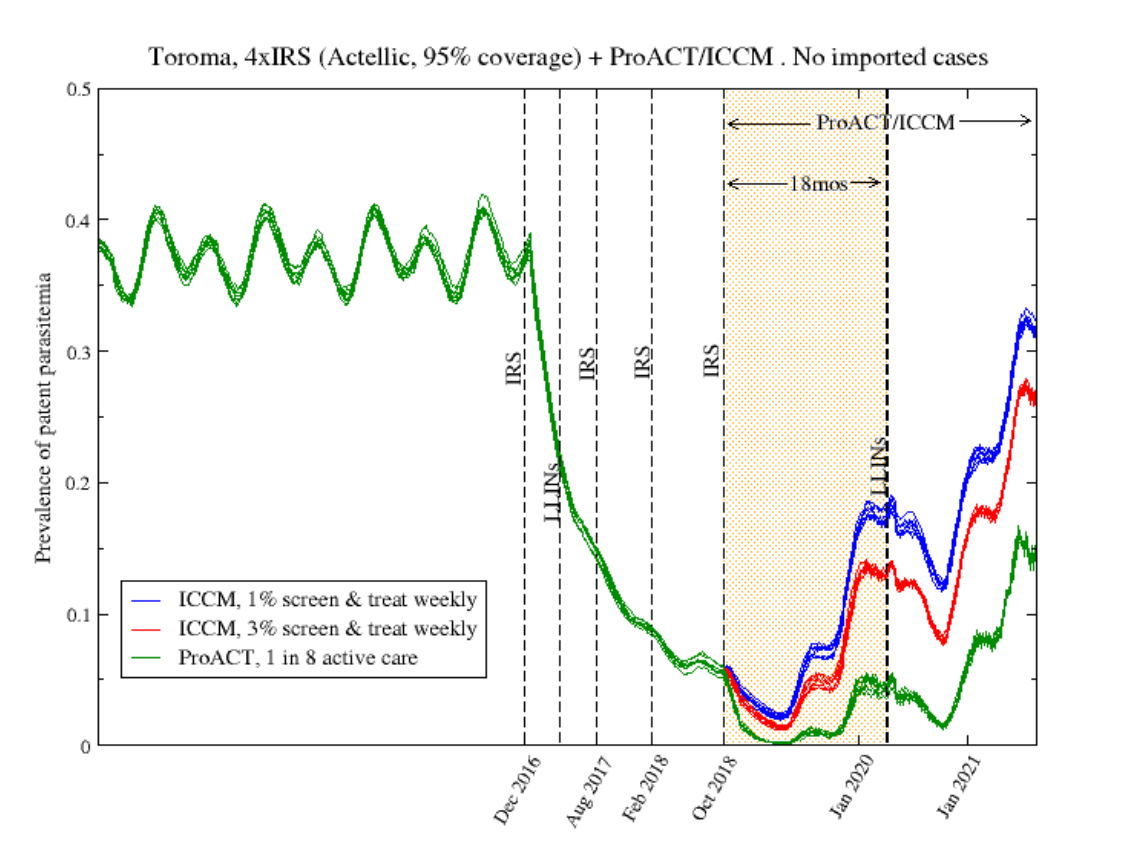 Toroma, 4xIRS (Actellic, 95% coverage) + ProACT/ICCM . No imported cases
Prevalence of patent parasitemia
0.5
0.4
0.3
0.2
0.1
0
ProACT/ICCM
18mos
IRS
LLINs
IRS
IRS
IRS
LLINs
ICCM, 1% screen & treat weekly
ICCM, 3% screen & treat weekly
ProACT, 1 in 8 active care
Dec 2016
Aug 2017
Feb 2018
Oct 2018
Jan 2020
Jan 2021